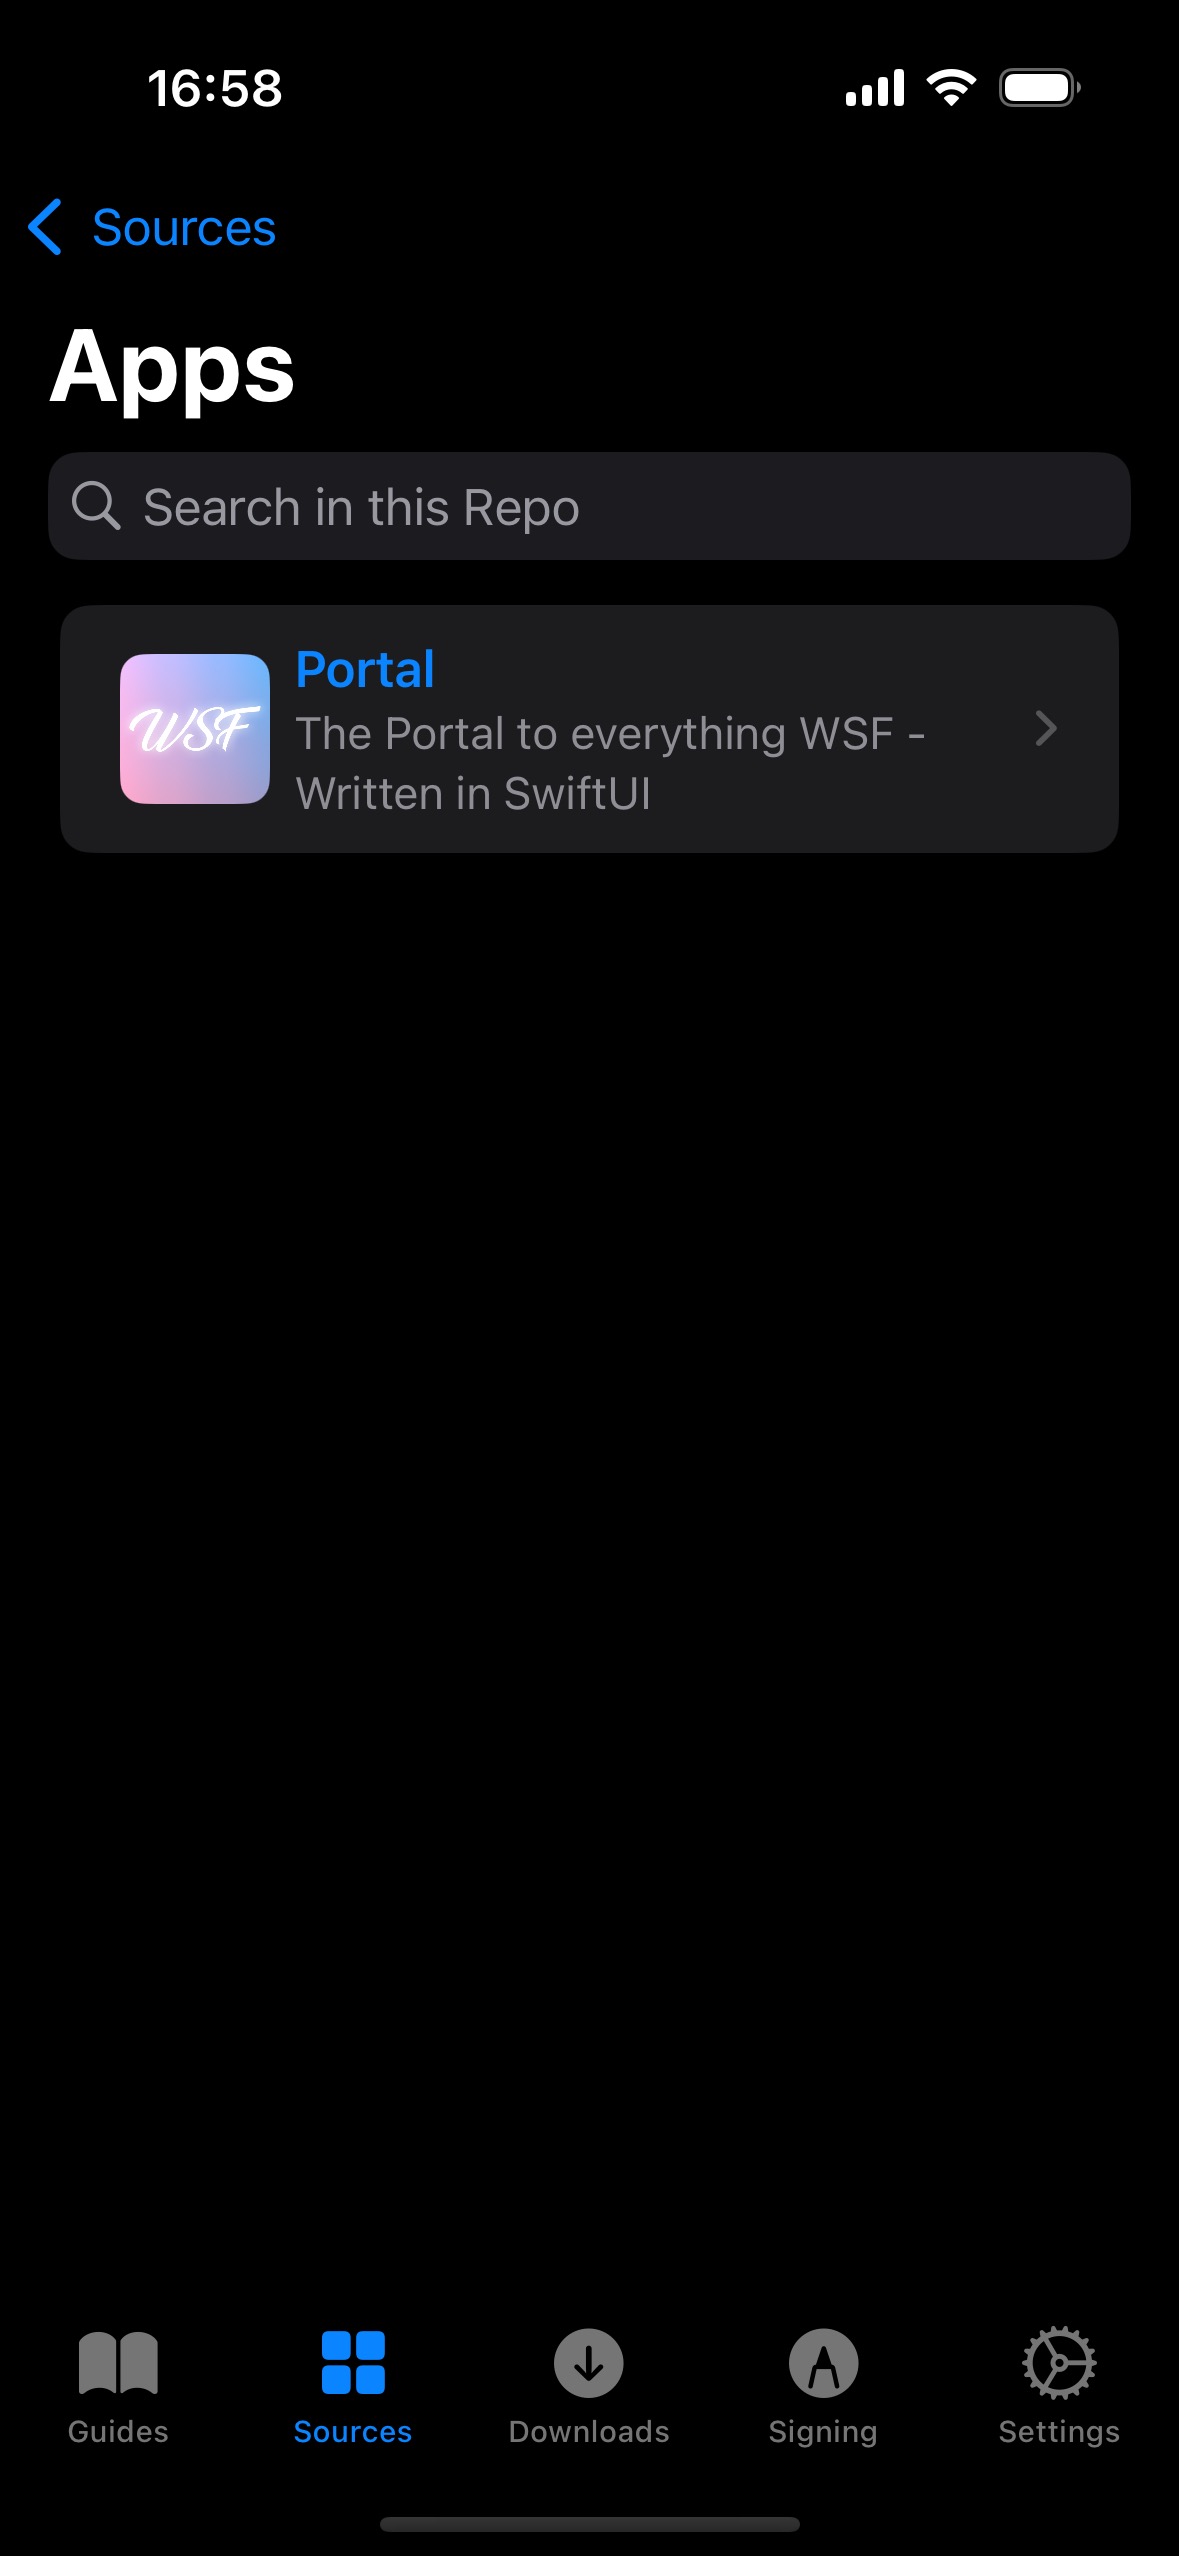 16:58
Sources
Apps
Search in this Repo
WSF
Portal
The Portal to everything WSF -
Written in SwiftUI
Guides
Sources
Downloads
Signing
Settings